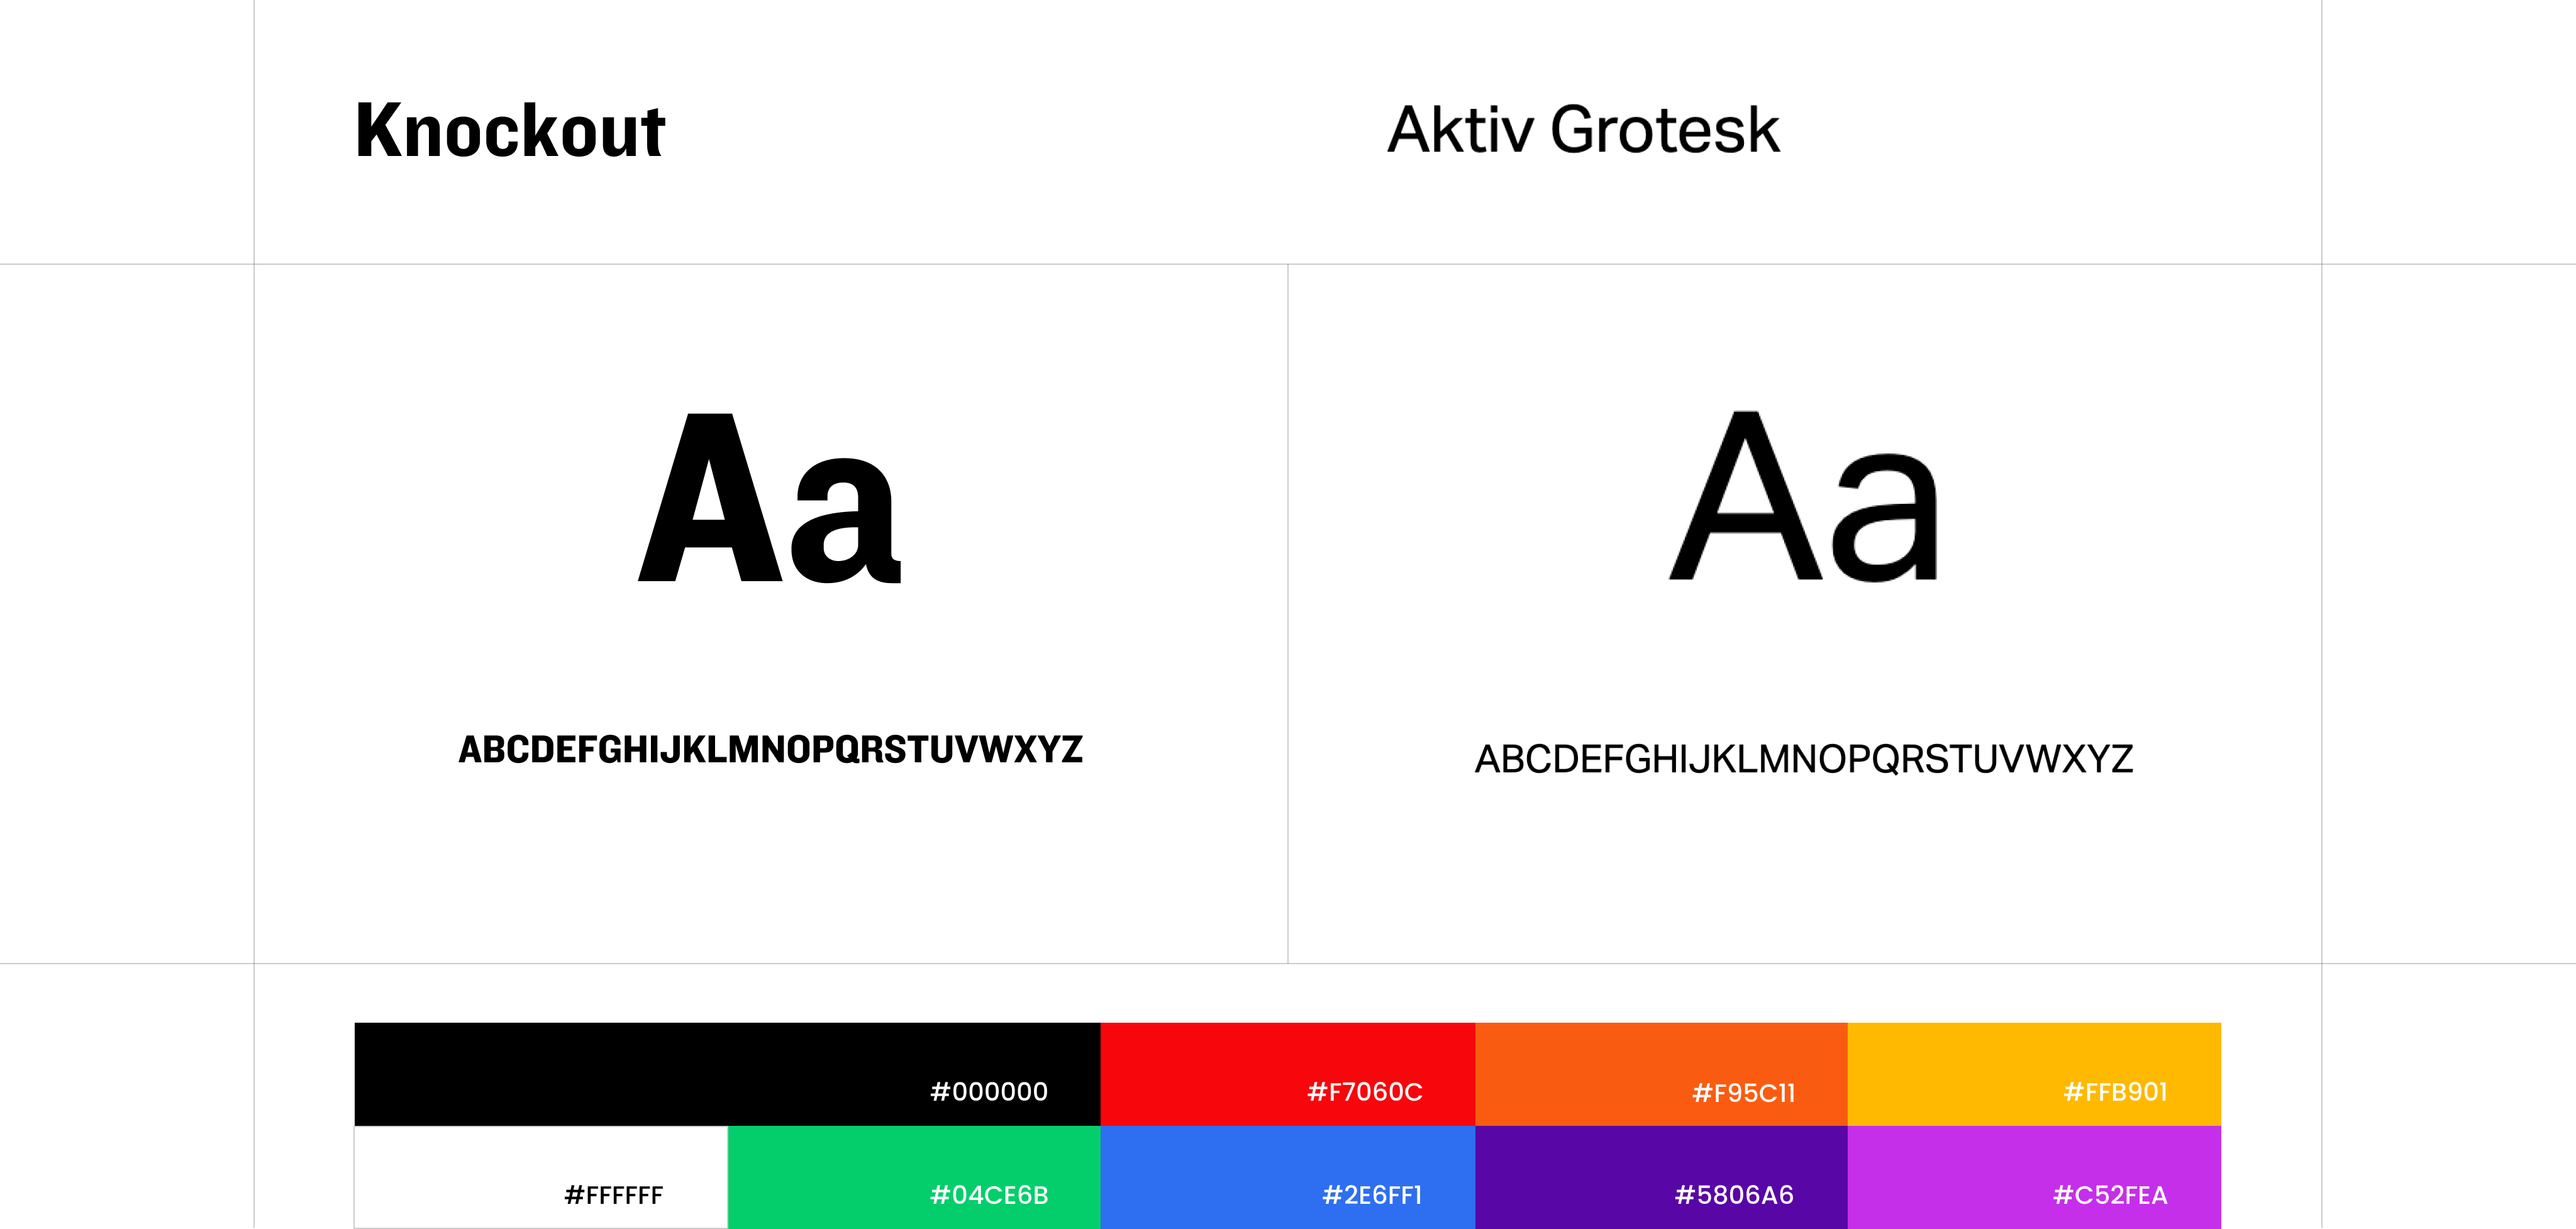 Knockout
Aktiv Grotesk
Aa
Aa
ABCDEFGHIJKLMNOPQRSTUVWXYZ
ABCDEFGHIJKLMNOPQRSTUVWXYZ
#000000
#F7060C
#F95C11
#FFB901
#FFFFFF
#04CE6B
#2E6FF1
#5806A6
#C52FEA